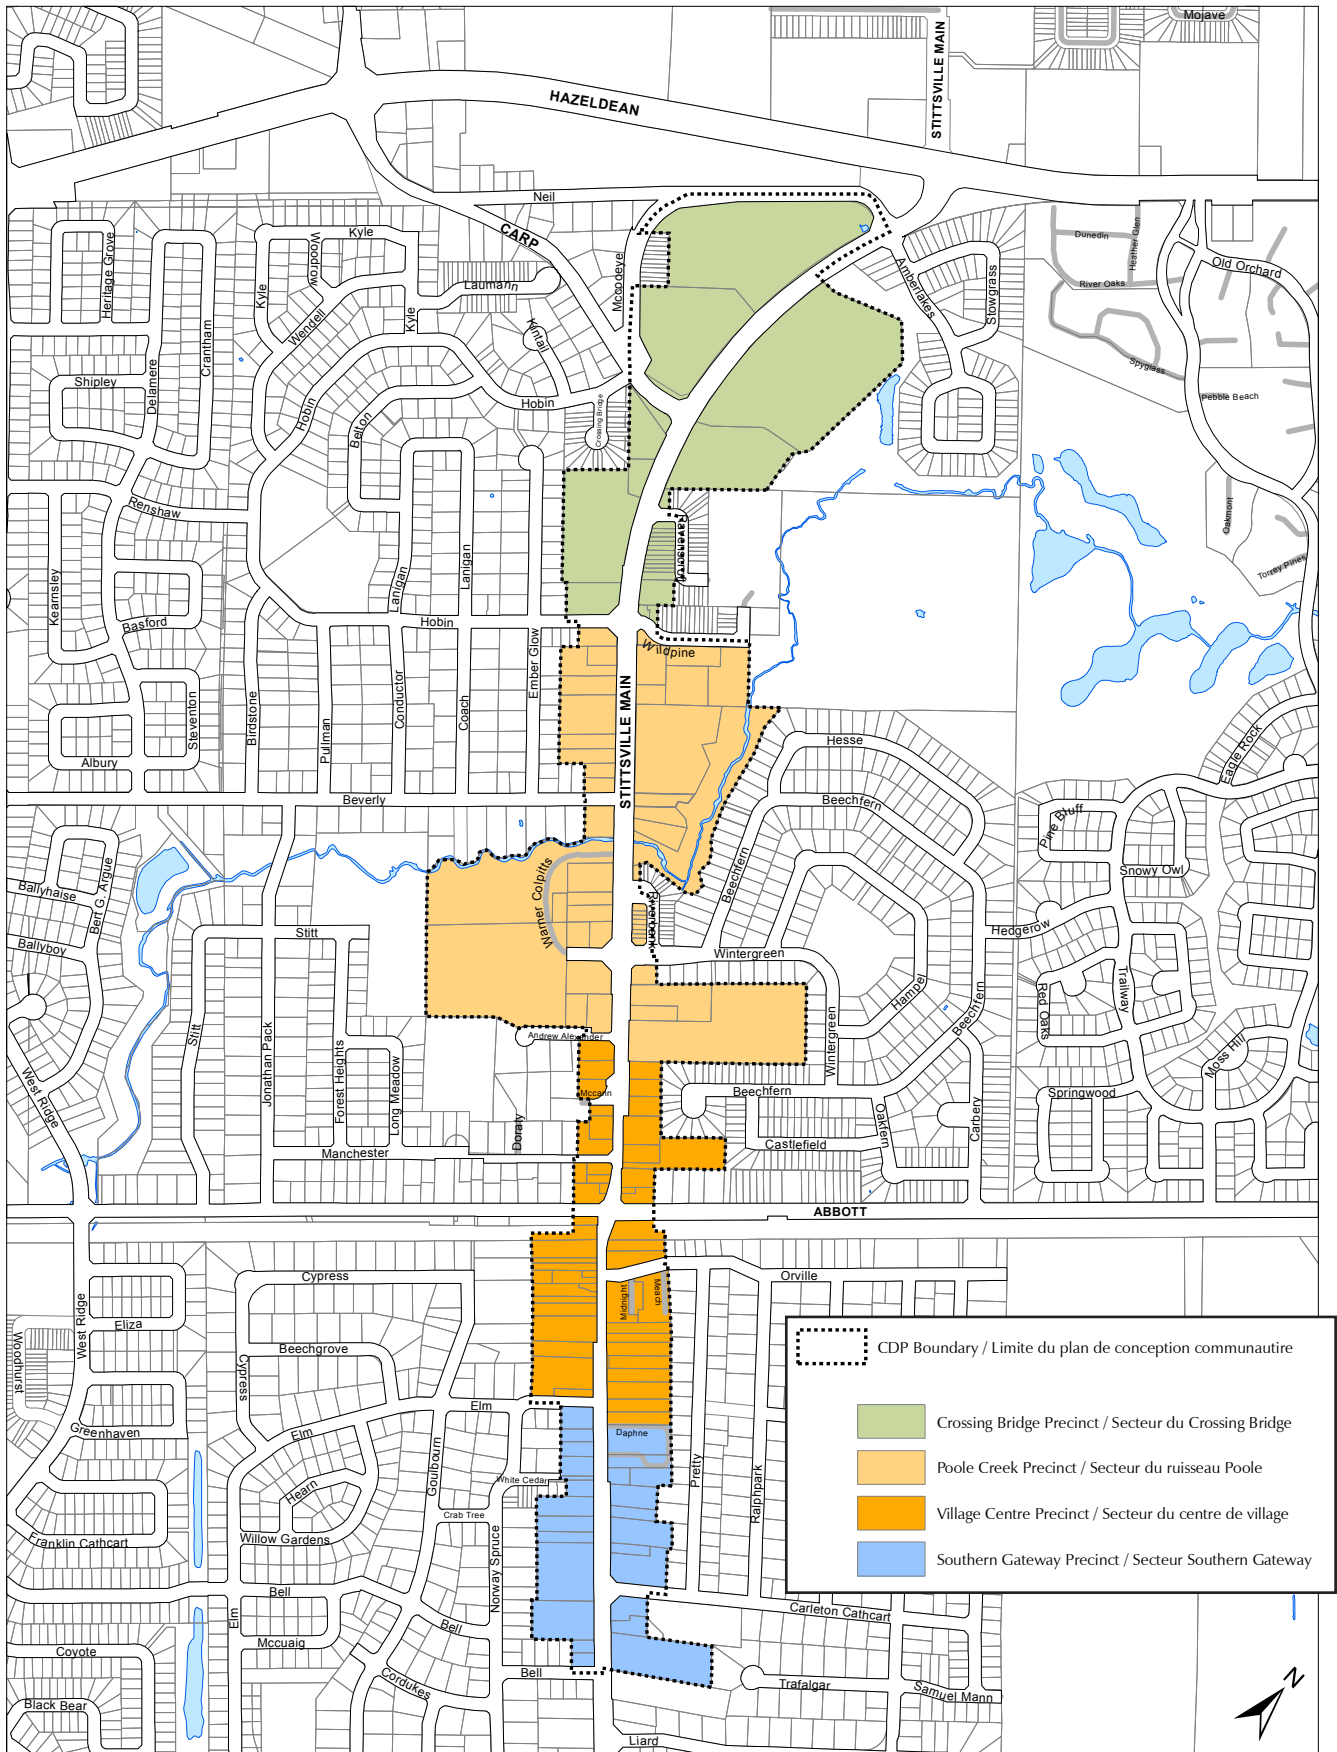 Mojave
STITTSVILLE MAIN
HAZELDEAN
Neil
CARP
Kyle
Woodrow
Heritage Grove
Kyle
Laumann
Mccooeye
Amberlakes
Stowgrass
Dunedin
Heather Glen
River Oaks
Old Orchard
Spyglass
Pebble Beach
Kyle
Wendell
Kintail
Crantham
Delamere
Shipley
Hobin
Belton
Hobin
Crossing Bridge
Renshaw
Oakmont
Torrey Pines
Kearnsley
Lanigan
Lanigan
Basford
Hobin
Ember Glow
Wildpine
STITTSVILLE MAIN
Steventon
Birdstone
Pullman
Conductor
Coach
Albury
Beverly
Hesse
Beechfern
Eagle Rock
Pine Bluff
Snowy Owl
Ballyhaise
Bert G. Argue
Ballyboy
Warner Colpitts
Riverbank
Beechfern
Stitt
Wintergreen
Hedgerow
Hampel
Beechfern
Red Oaks
Trailway
Stitt
Jonathan Pack
Forest Heights
Long Meadow
Andrew Alexander
Wintergreen
Moss Hill
West Ridge
Mccann
Beechfern
Springwood
Doraty
Oakfern
Carbery
Castlefield
Manchester
ABBOTT
Cypress
Orville
Midnight
Meach
West Ridge
Eliza
Woodhurst
Beechgrove
Cypress
Elm
Greenhaven
Elm
Daphne
Goulbourn
White Cedar
Pretty
Ralphpark
Hearn
Crab Tree
Franklin Cathcart
Willow Gardens
Norway Spruce
Bell
Elm
Bell
Carleton Cathcart
Mccuaig
Coyote
Cordukes
Bell
Trafalgar
Samuel Mann
Black Bear
Liard
CDP Boundary / Limite du plan de conception communautire
Crossing Bridge Precinct / Secteur du Crossing Bridge
Poole Creek Precinct / Secteur du ruisseau Poole
Village Centre Precinct / Secteur du centre de village
Southern Gateway Precinct / Secteur Southern Gateway
N